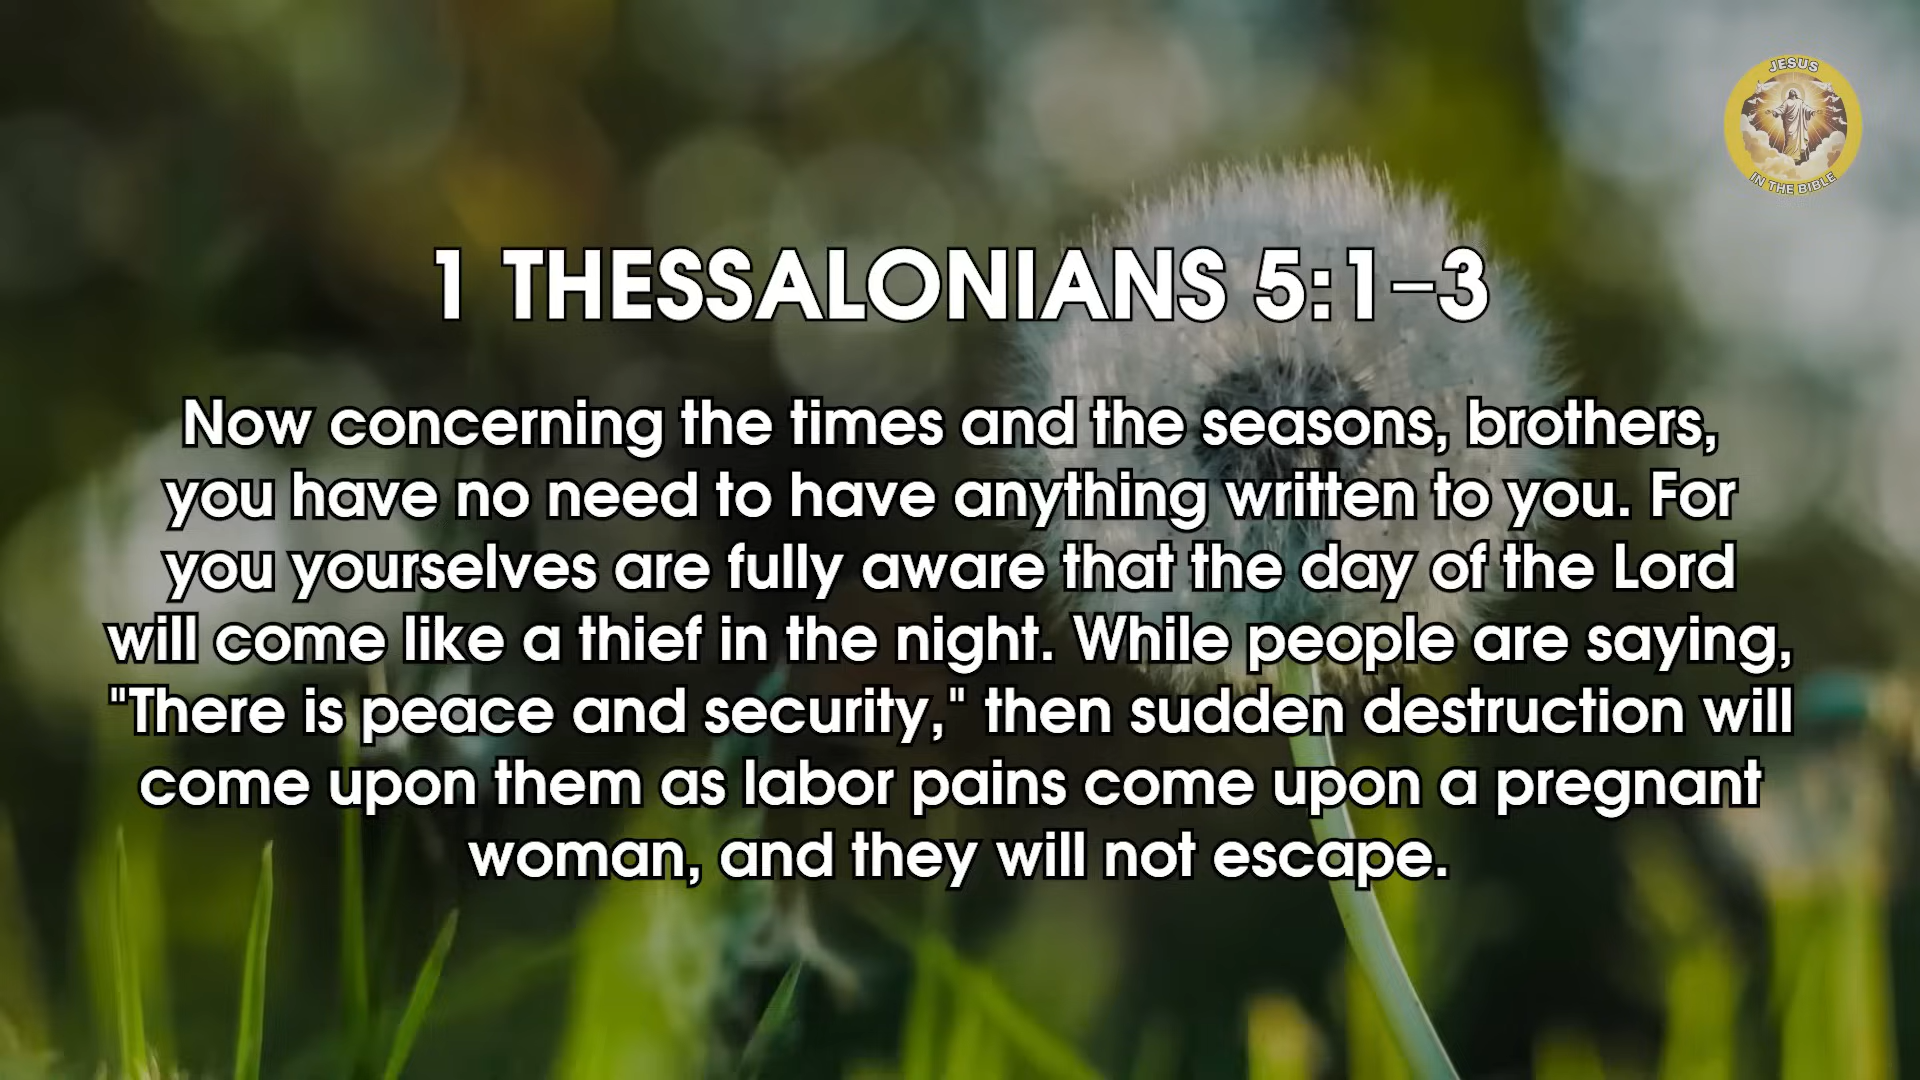 JESUS
IN THE BIBLE
1 THESSALONIANS 5:1–3
Now concerning the times and the seasons, brothers,
you have no need to have anything written to you. For
you yourselves are fully aware that the day of the Lord
will come like a thief in the night. While people are saying,
"There is peace and security," then sudden destruction will
come upon them as labor pains come upon a pregnant
woman, and they will not escape.